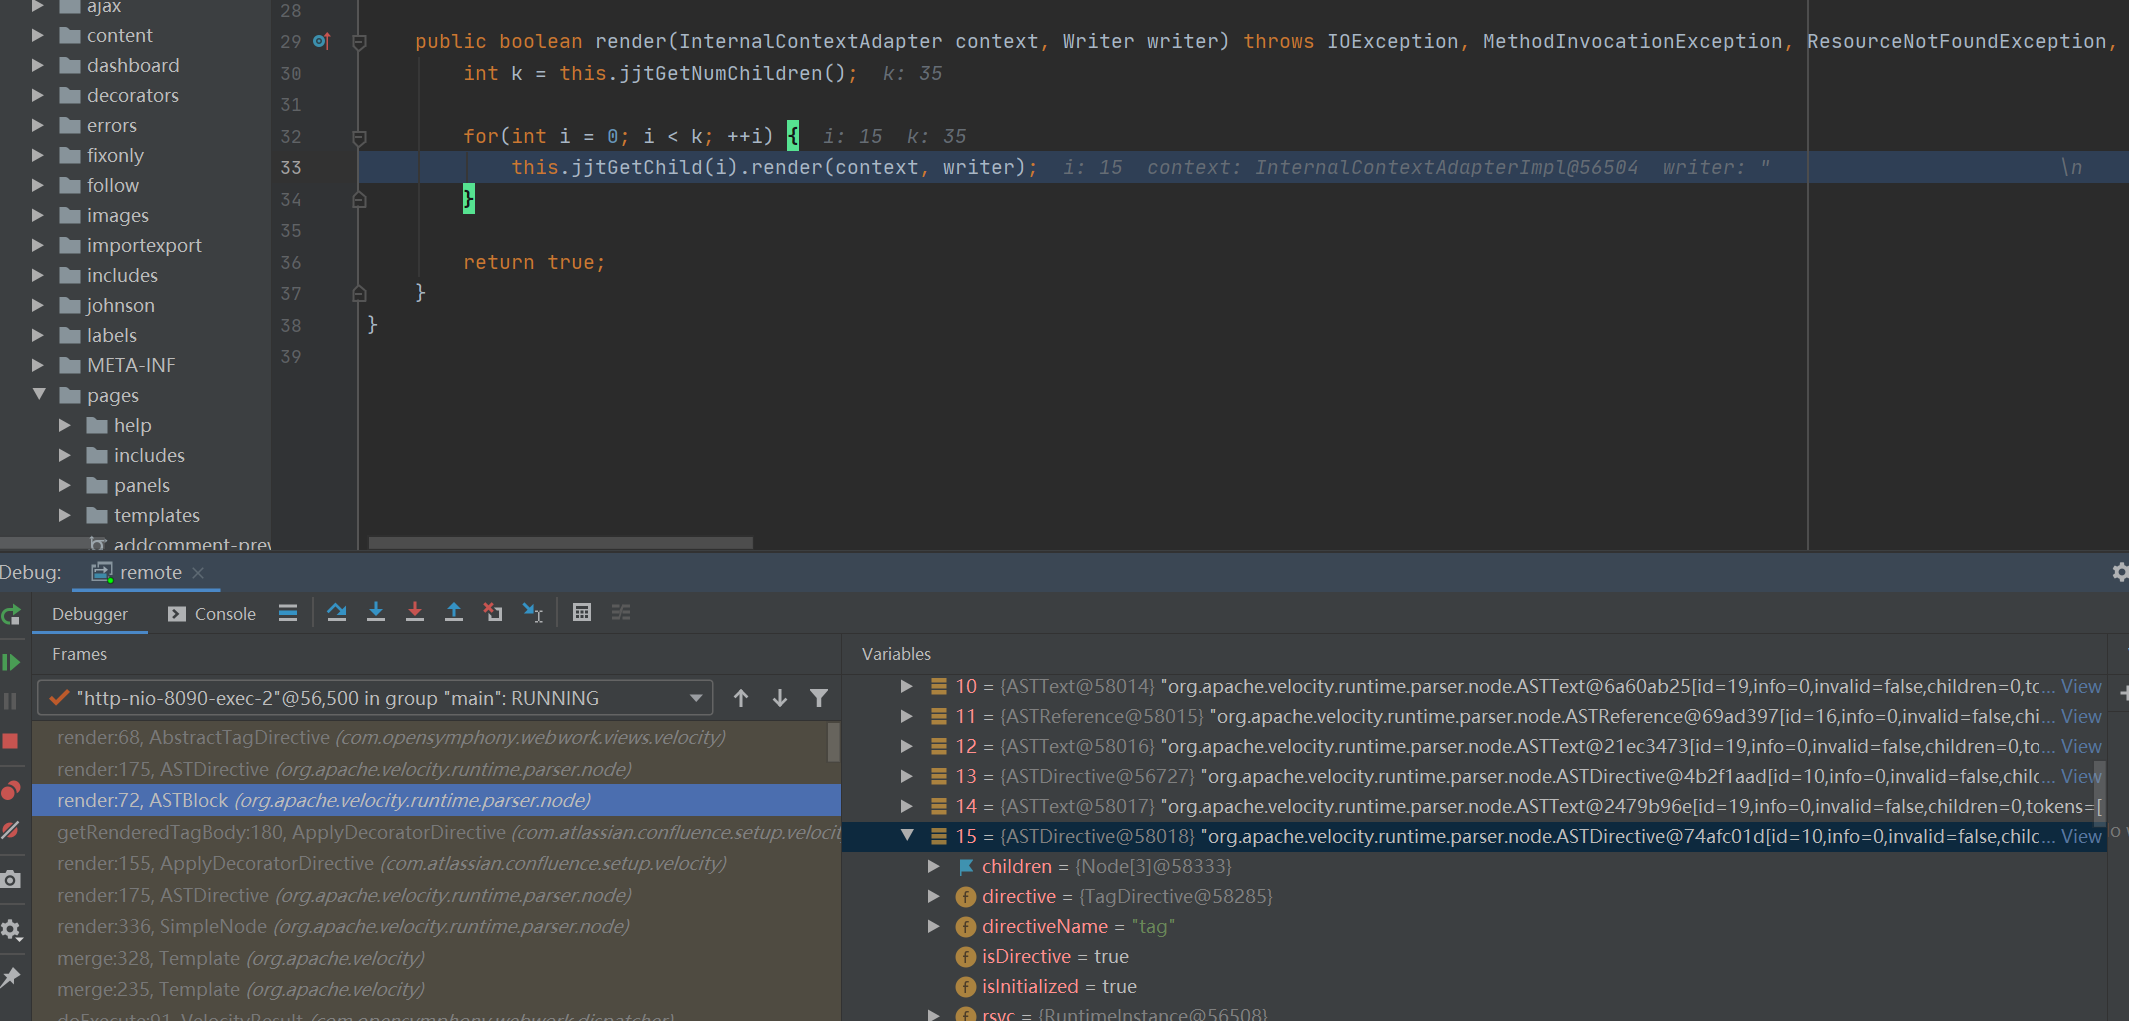 ajax
content
dashboard
decorators
errors
fixonly
follow
images
importexport
includes
johnson
labels
META-INF
pages
help
includes
panels
templates
addcomment-prev
28
29 public boolean render(InternalContextAdapter context, Writer writer) throws IOException, MethodInvocationException, ResourceNotFoundException,
30 int k = this.jjtGetNumChildren(); k: 35
31
32 for(int i = 0; i < k; ++i) { i: 15 k: 35
33 this.jjtGetChild(i).render(context, writer); i: 15 context: InternalContextAdapterImpl@56504 writer: " \n
34 }
35
36 return true;
37 }
38 }
39
Debug: remote
Debugger Console
Frames
"http-nio-8090-exec-2"@56,500 in group "main": RUNNING
render:68, AbstractTagDirective (com.opensymphony.webwork.views.velocity)
render:175, ASTDirective (org.apache.velocity.runtime.parser.node)
render:72, ASTBlock (org.apache.velocity.runtime.parser.node)
getRenderedTagBody:180, ApplyDecoratorDirective (com.atlassian.confluence.setup.velocit
render:155, ApplyDecoratorDirective (com.atlassian.confluence.setup.velocity)
render:175, ASTDirective (org.apache.velocity.runtime.parser.node)
render:336, SimpleNode (org.apache.velocity.runtime.parser.node)
merge:328, Template (org.apache.velocity)
merge:235, Template (org.apache.velocity)
doExecute:91, VelocityResult (com.opensymphony.webwork.dispatcher)
Variables
10 = {ASTText@58014} "org.apache.velocity.runtime.parser.node.ASTText@6a60ab25[id=19,info=0,invalid=false,children=0,tc... View
11 = {ASTReference@58015} "org.apache.velocity.runtime.parser.node.ASTReference@69ad397[id=16,info=0,invalid=false,chi... View
12 = {ASTText@58016} "org.apache.velocity.runtime.parser.node.ASTText@21ec3473[id=19,info=0,invalid=false,children=0,to... View
13 = {ASTDirective@56727} "org.apache.velocity.runtime.parser.node.ASTDirective@4b2f1aad[id=10,info=0,invalid=false,chilc... View
14 = {ASTText@58017} "org.apache.velocity.runtime.parser.node.ASTText@2479b96e[id=19,info=0,invalid=false,children=0,tokens=[
15 = {ASTDirective@58018} "org.apache.velocity.runtime.parser.node.ASTDirective@74afc01d[id=10,info=0,invalid=false,chilc... View
children = {Node[3]@58333}
directive = {TagDirective@58285}
directiveName = "tag"
isDirective = true
isInitialized = true
rsvc = {RuntimeInstance@56508}